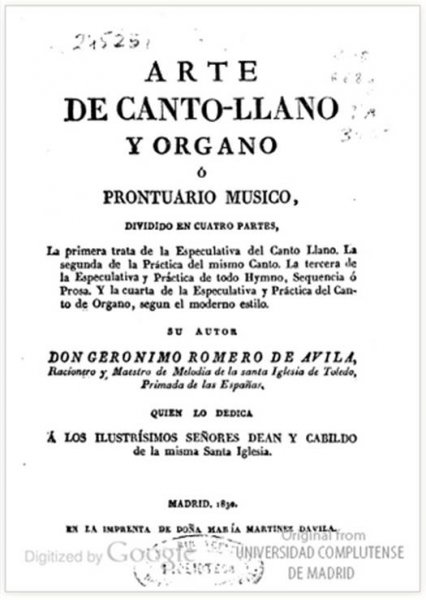 245251
ARTE
DE CANTO-LLANO
Y ORGANO
Ó
PRONTUARIO MUSICO,
DIVIDIDO EN CUATRO PARTES,
La primera trata de la Especulativa del Canto Llano. La
segunda de la Práctica del mismo Canto. La tercera de
la Especulativa y Práctica de todo Hymno, Sequencia ó
Prosa. Y la cuarta de la Especulativa y Práctica del Can-
to de Organo, segun el moderno estilo.
SU AUTOR
DON GERONIMO ROMERO DE AVILA,
Racionero y Maestro de Melodia de la santa Iglesia de Toledo,
Primada de las Españas.
QUIEN LO DEDICA
Á LOS ILUSTRÍSIMOS SEÑORES DEAN Y CABILDO
de la misma Santa Iglesia.
MADRID, 1830.
EN LA IMPRENTA DE DOÑA MARÍA MARTINEZ DAVILA.
Digitized by Google
Original from
UNIVERSIDAD COMPLUTENSE
DE MADRID